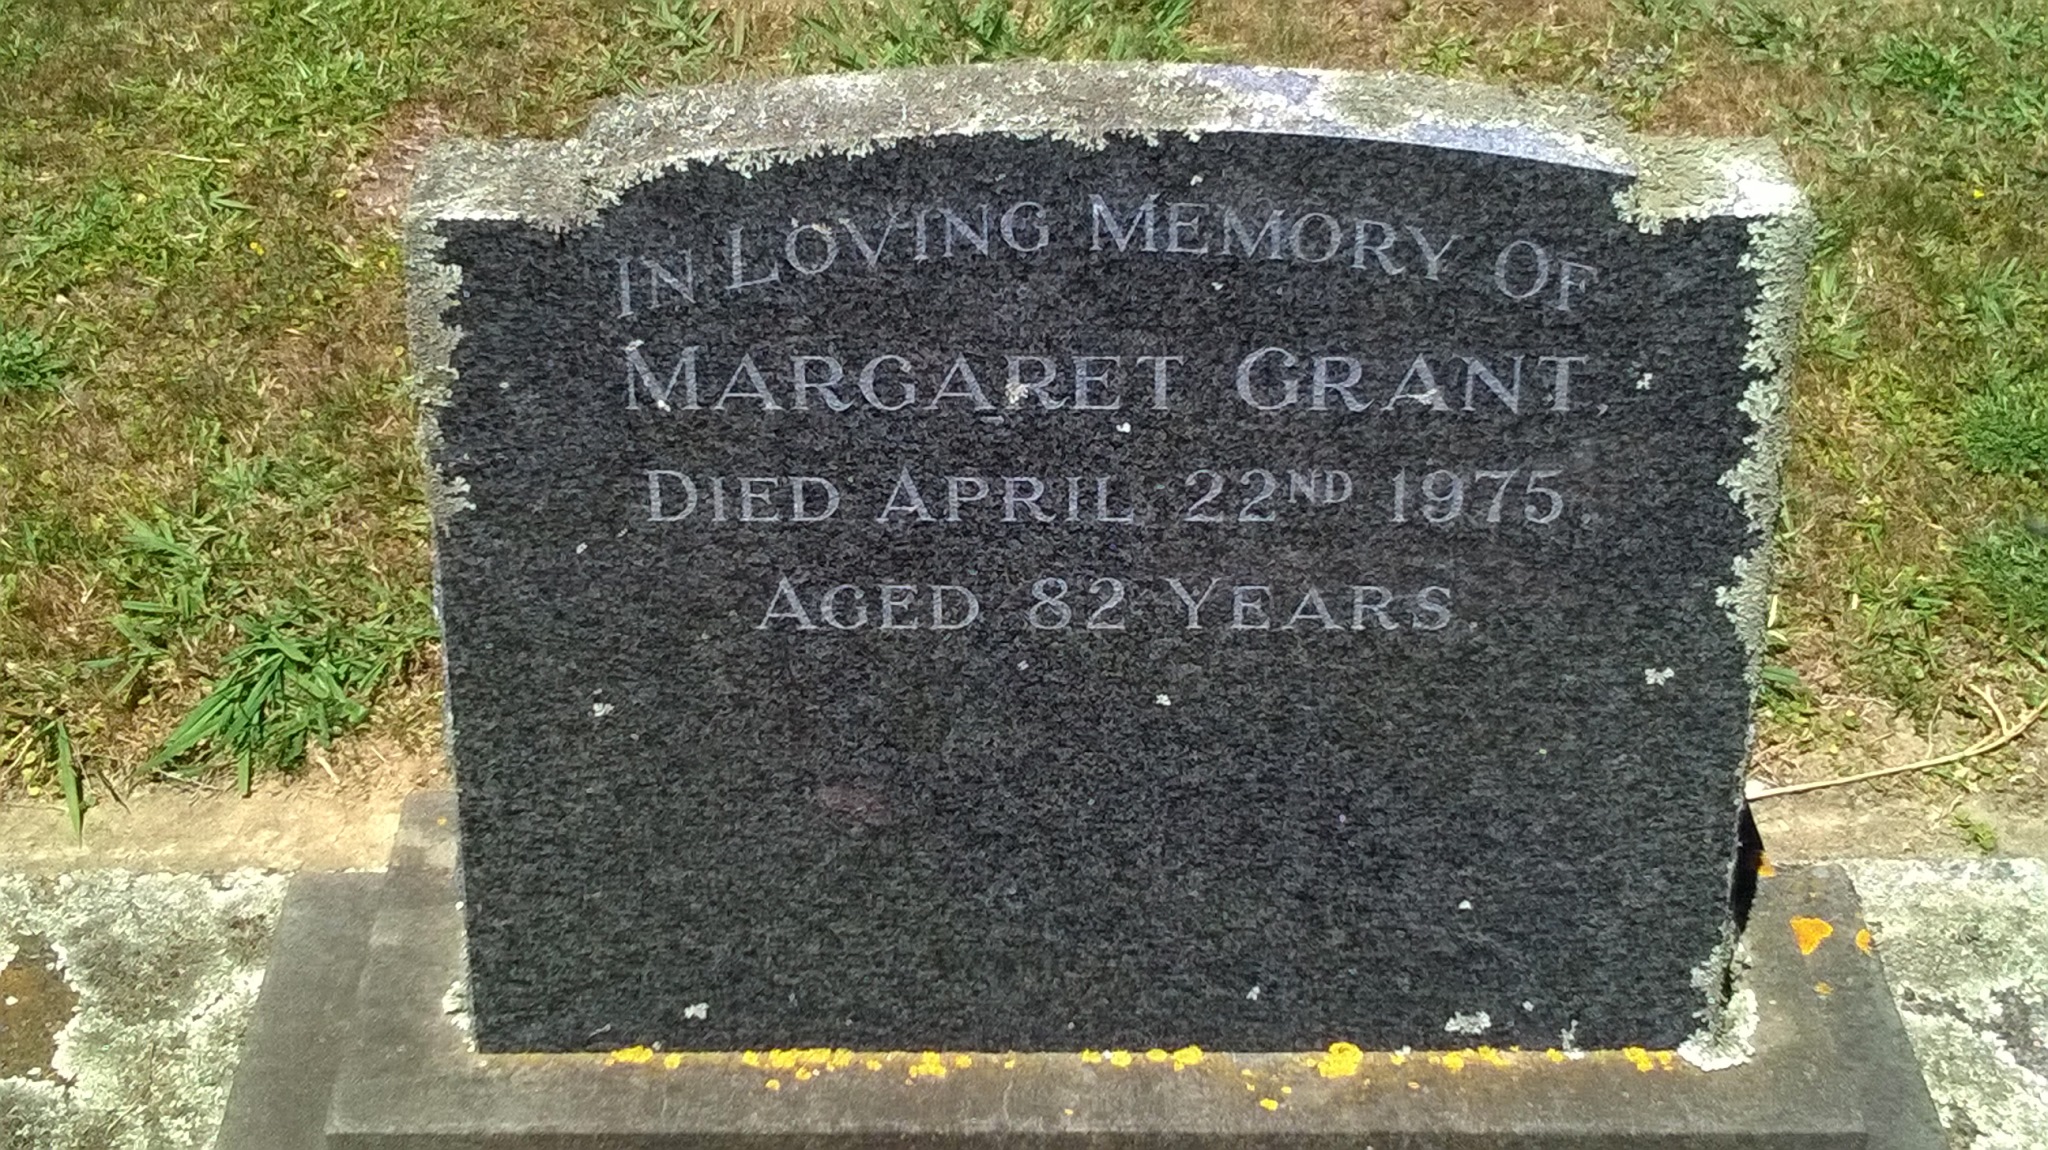 IN LOVING MEMORY OF
MARGARET GRANT,
DIED APRIL 22ND 1975.
AGED 82 YEARS